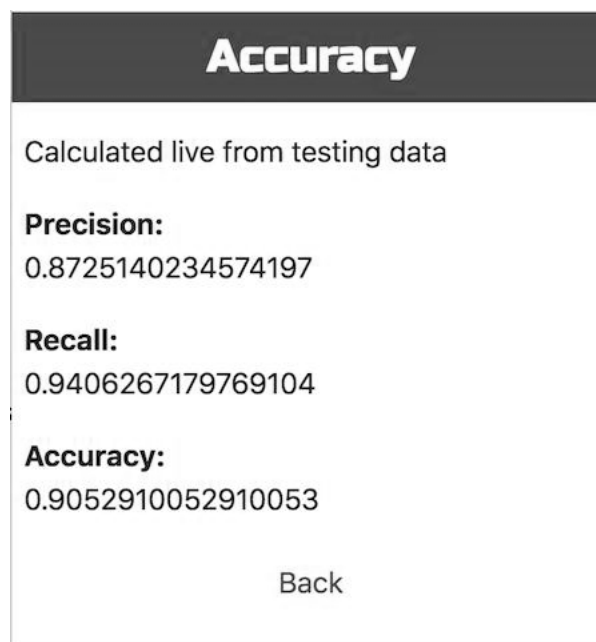 Accuracy
Calculated live from testing data
Precision:
0.8725140234574197
Recall:
0.9406267179769104
Accuracy:
0.9052910052910053
Back